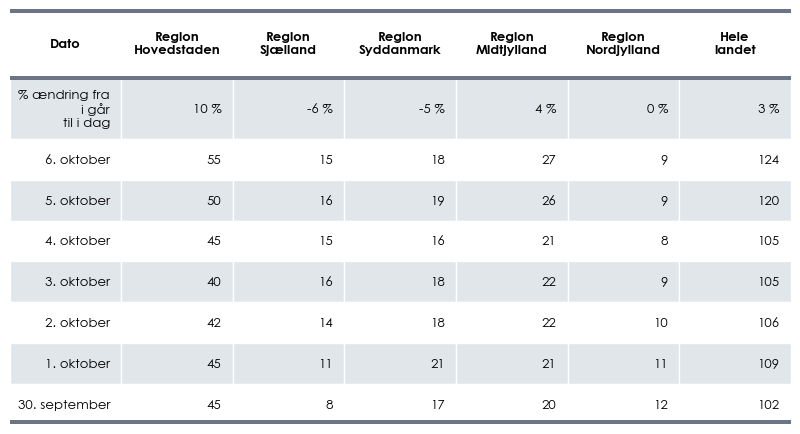 Dato Region Hovedstaden Region Sjælland Region Syddanmark Region Midtjylland Region Nordjylland Hele landet
% ændring fra i går til i dag 10 % -6 % -5 % 4 % 0 % 3 %
6. oktober 55 15 18 27 9 124
5. oktober 50 16 19 26 9 120
4. oktober 45 15 16 21 8 105
3. oktober 40 16 18 22 9 105
2. oktober 42 14 18 22 10 106
1. oktober 45 11 21 21 11 109
30. september 45 8 17 20 12 102